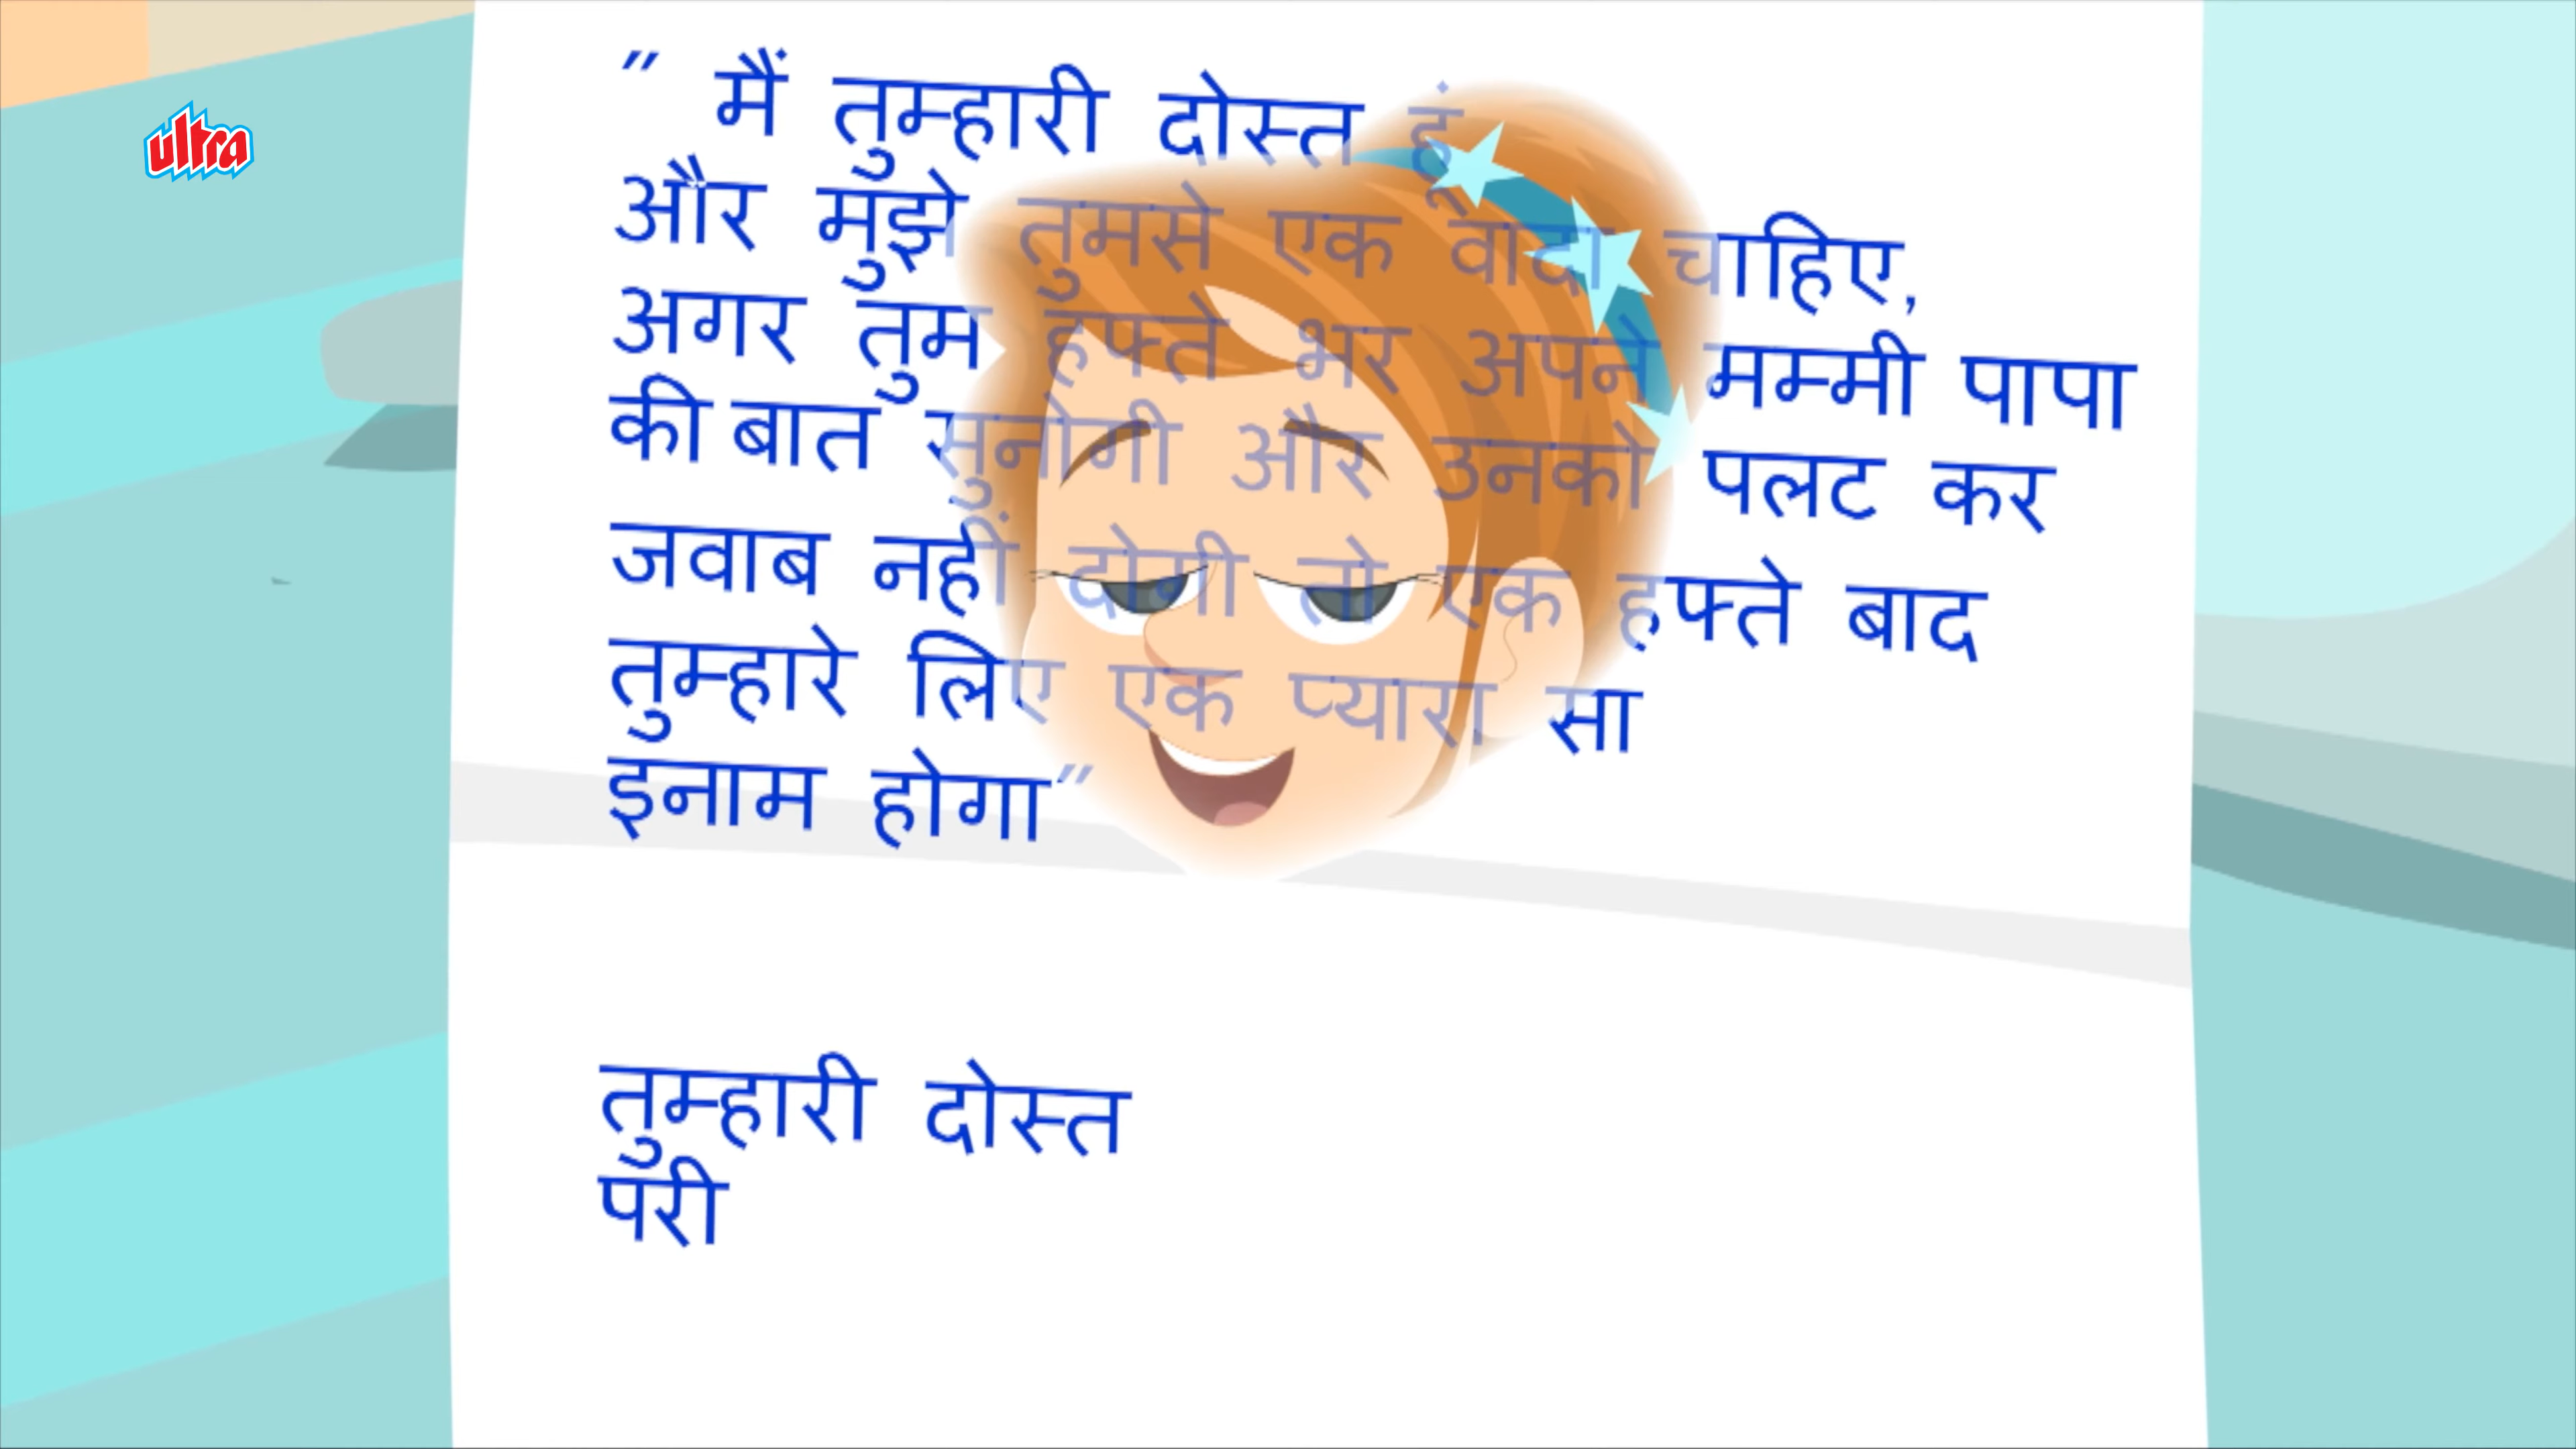 ultra
" मैं तुम्हारी दोस्त हूं
और मुझे तुमसे एक वादा चाहिए,
अगर तुम हफ्ते भर अपने मम्मी पापा
की बात सुनोगी और उनको पलट कर
जवाब नहीं दोगी तो एक हफ्ते बाद
तुम्हारे लिए एक प्यारा सा
इनाम होगा"
तुम्हारी दोस्त
परी